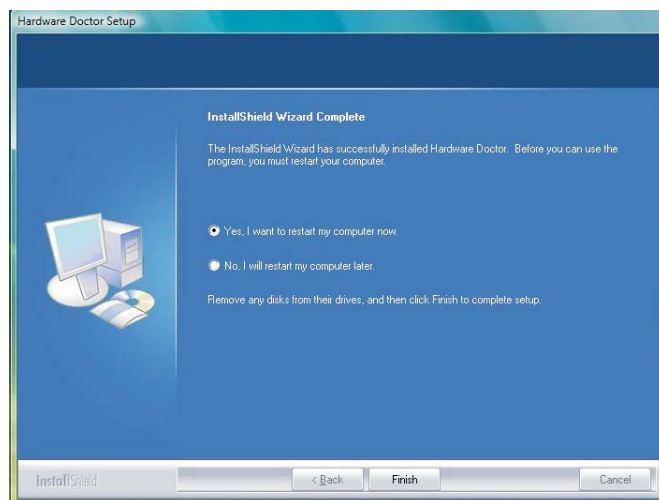 Hardware Doctor Setup
InstallShield Wizard Complete
The InstallShield Wizard has successfully installed Hardware Doctor. Before you can use the
program, you must restart your computer.
Yes, I want to restart my computer now.
No, I will restart my computer later.
Remove any disks from their drives, and then click Finish to complete setup.
InstallShield
< Back
Finish
Cancel